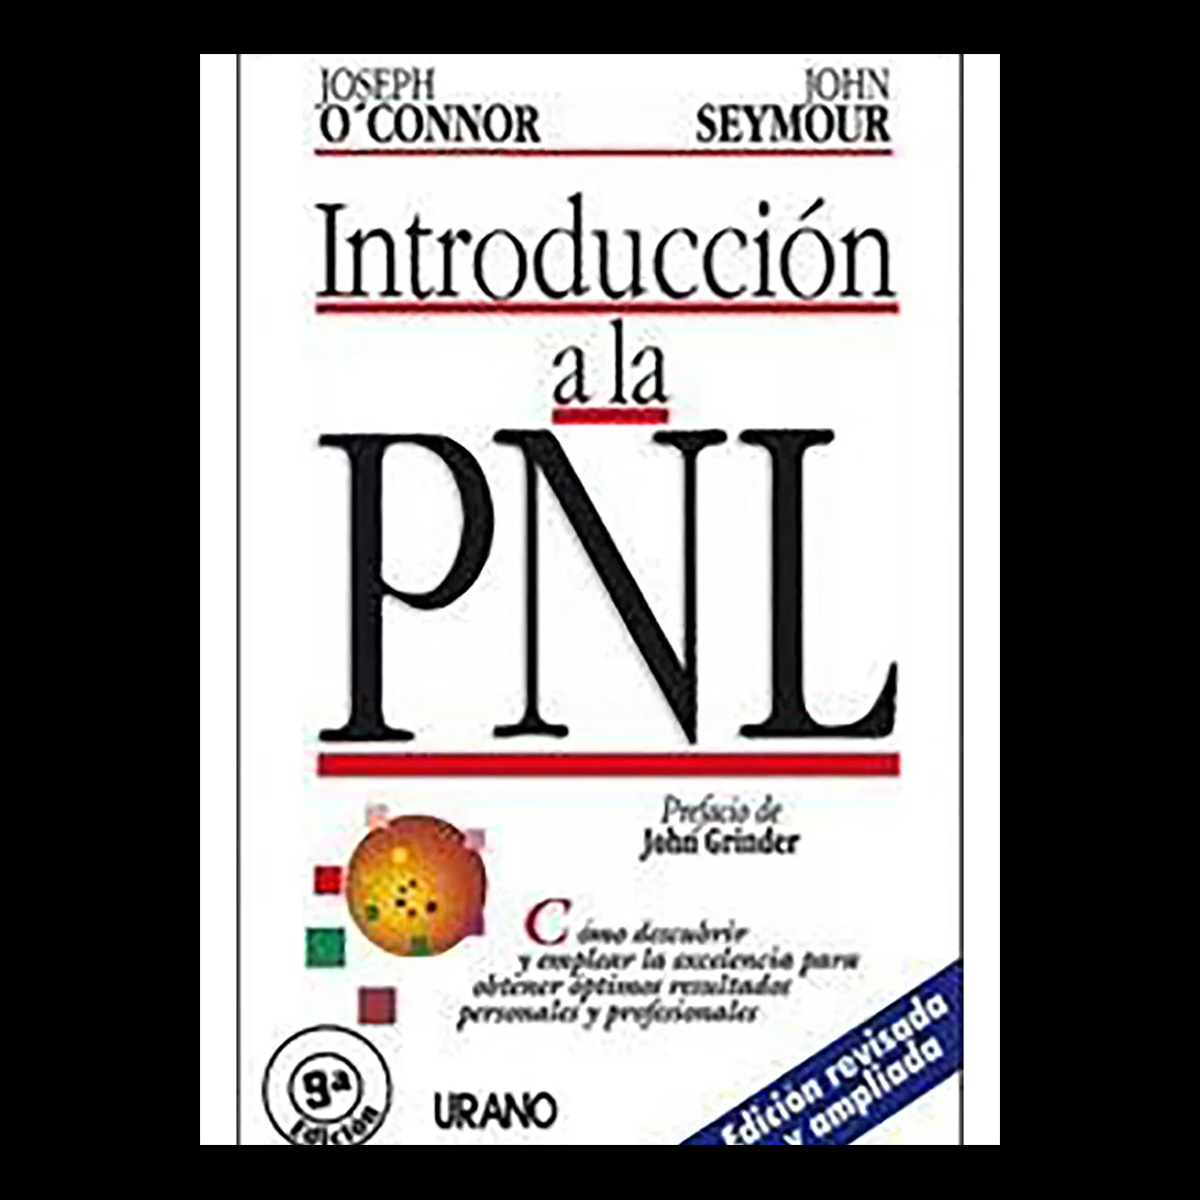 JOSEPH JOHN
O´CONNOR SEYMOUR
Introducción
a la
PNL
Prefacio de
John Grinder
Cómo descubrir
y emplear la excelencia para
obtener óptimos resultados
personales y profesionales
9ª
Edición
URANO
Edición revisada
y ampliada